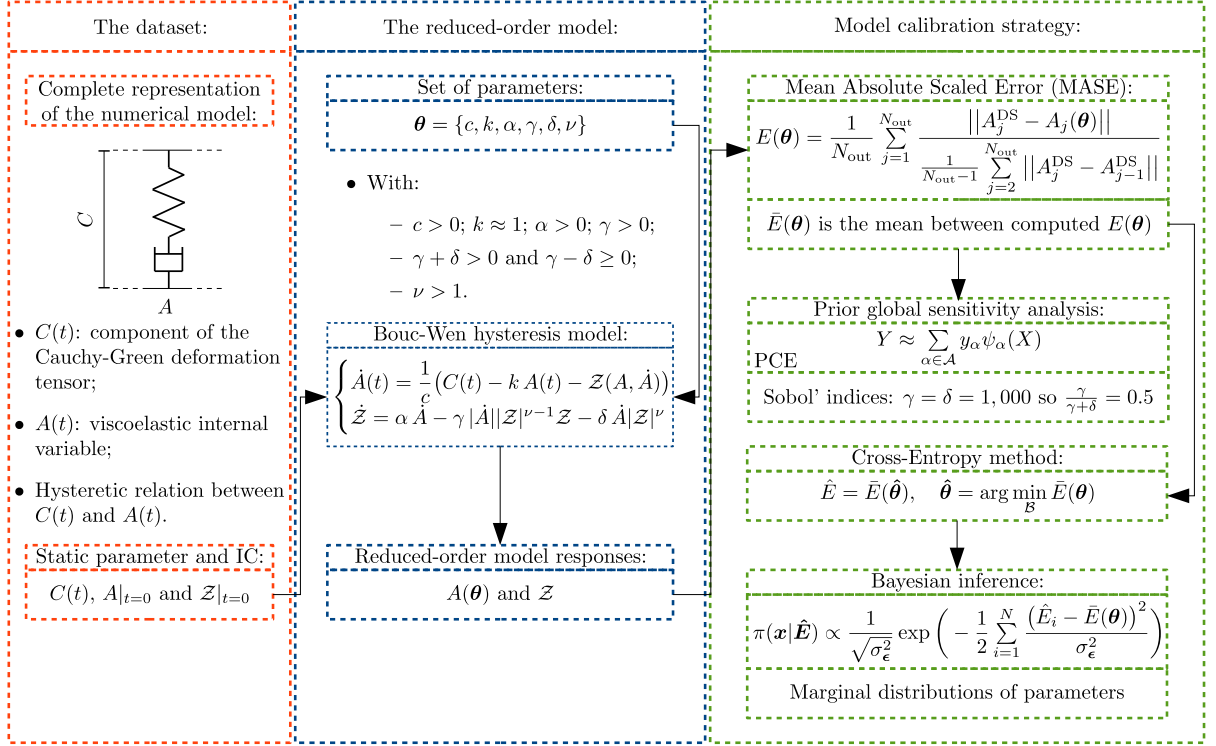 The dataset:
Complete representation
of the numerical model:
C
A
• C(t): component of the
Cauchy-Green deformation
tensor;
• A(t): viscoelastic internal
variable;
• Hysteretic relation between
C(t) and A(t).
Static parameter and IC:
C(t), A|ₜ₌₀ and 𝒵|ₜ₌₀
The reduced-order model:
Set of parameters:
θ = {c, k, α, γ, δ, ν}
• With:
– c > 0; k ≈ 1; α > 0; γ > 0;
– γ + δ > 0 and γ − δ ≥ 0;
– ν > 1.
Bouc-Wen hysteresis model:
Ȧ(t) = 1/c (C(t) − k A(t) − 𝒵(A, Ȧ))
𝒵̇ = α Ȧ − γ |Ȧ||𝒵|^{ν−1}𝒵 − δ Ȧ|𝒵|^ν
Reduced-order model responses:
A(θ) and 𝒵
Model calibration strategy:
Mean Absolute Scaled Error (MASE):
E(θ) = 1/N_out ∑_{j=1}^{N_out} ||A_j^DS − A_j(θ)|| / (1/(N_out−1) ∑_{j=2}^{N_out} ||A_j^DS − A_{j−1}^DS||)
Ē(θ) is the mean between computed E(θ)
Prior global sensitivity analysis:
Y ≈ ∑_{α∈𝒜} y_α ψ_α(X)
PCE
Sobol' indices: γ = δ = 1,000 so γ/(γ+δ) = 0.5
Cross-Entropy method:
Ê = Ē(θ̂), θ̂ = arg min_ℬ Ē(θ)
Bayesian inference:
π(x|Ê) ∝ 1/√(σ_ϵ²) exp ( − 1/2 ∑_{i=1}^{N} (Ê_i − Ē(θ))² / σ_ϵ² )
Marginal distributions of parameters